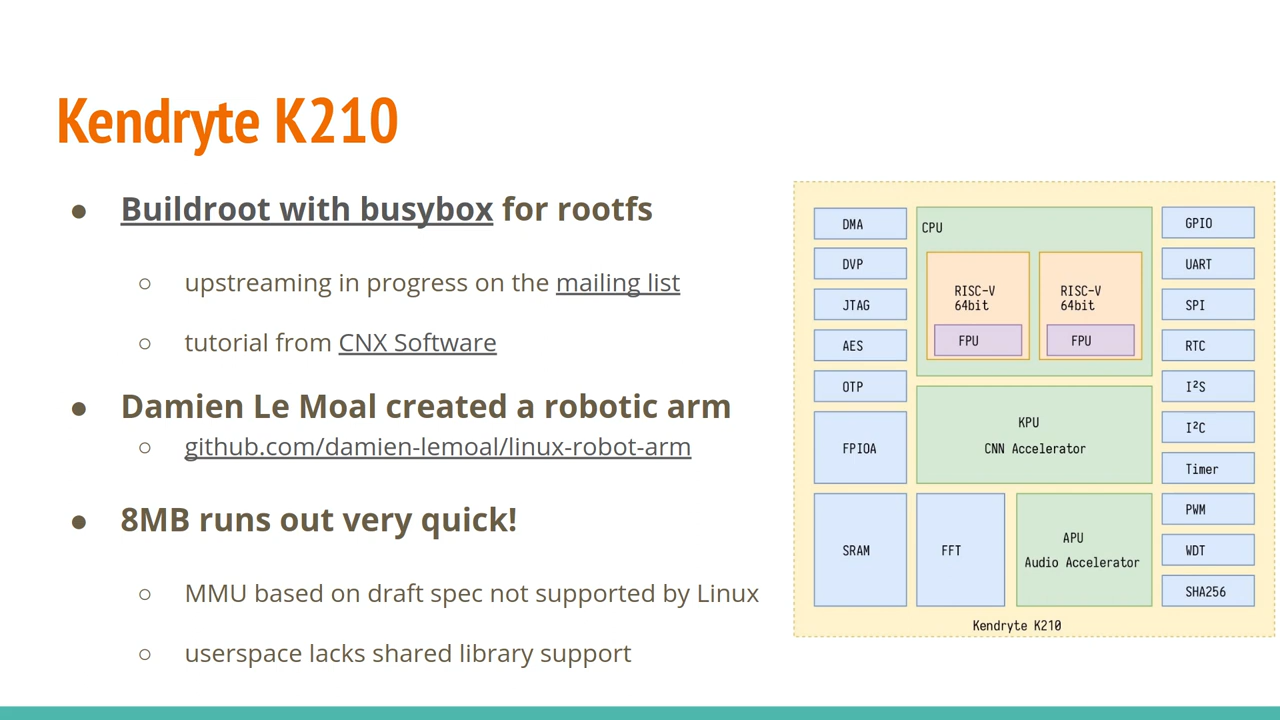 Kendryte K210
● Buildroot with busybox for rootfs
○ upstreaming in progress on the mailing list
○ tutorial from CNX Software
● Damien Le Moal created a robotic arm
○ github.com/damien-lemoal/linux-robot-arm
● 8MB runs out very quick!
○ MMU based on draft spec not supported by Linux
○ userspace lacks shared library support
DMA
DVP
JTAG
AES
OTP
FPIOA
SRAM
CPU
RISC-V
64bit
FPU
RISC-V
64bit
FPU
KPU
CNN Accelerator
FFT
APU
Audio Accelerator
GPIO
UART
SPI
RTC
I²S
I²C
Timer
PWM
WDT
SHA256
Kendryte K210